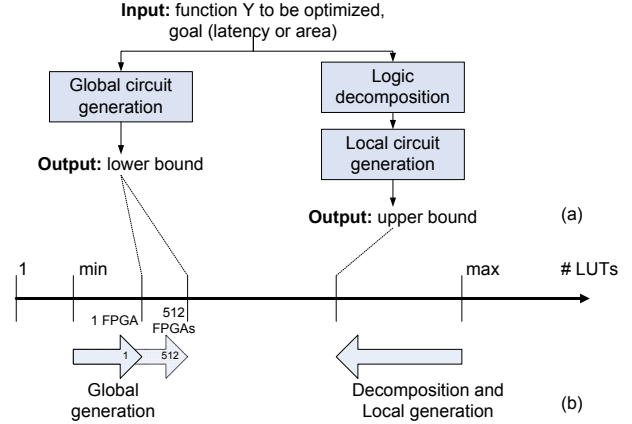 Input: function Y to be optimized,
goal (latency or area)
Global circuit
generation
Logic
decomposition
Local circuit
generation
Output: lower bound
Output: upper bound
(a)
1
min
max
# LUTs
1 FPGA
512
FPGAs
1
512
Global
generation
Decomposition and
Local generation
(b)